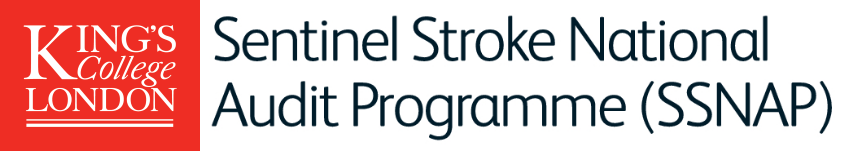 KING'S
College
LONDON
Sentinel Stroke National
Audit Programme (SSNAP)